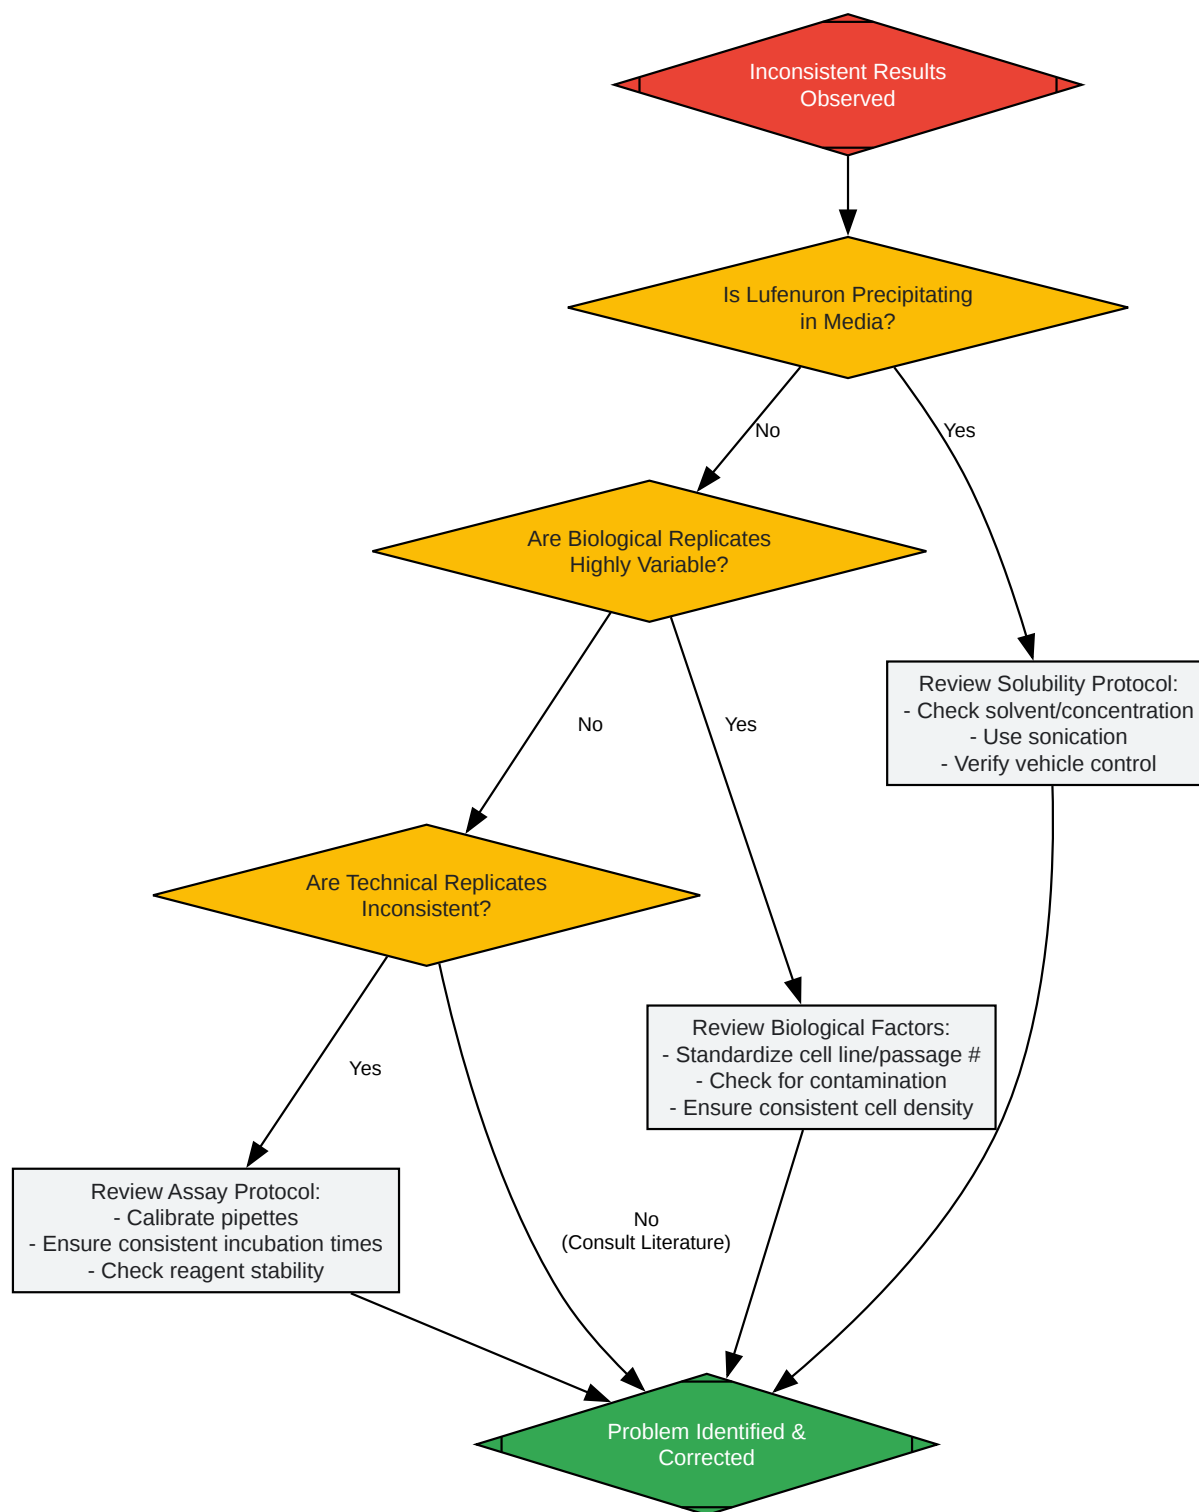 Inconsistent Results
Observed
Is Lufenuron Precipitating
in Media?
No
Yes
Are Biological Replicates
Highly Variable?
Review Solubility Protocol:
- Check solvent/concentration
- Use sonication
- Verify vehicle control
No
Yes
Are Technical Replicates
Inconsistent?
Review Biological Factors:
- Standardize cell line/passage #
- Check for contamination
- Ensure consistent cell density
Yes
Review Assay Protocol:
- Calibrate pipettes
- Ensure consistent incubation times
- Check reagent stability
No
(Consult Literature)
Problem Identified &
Corrected